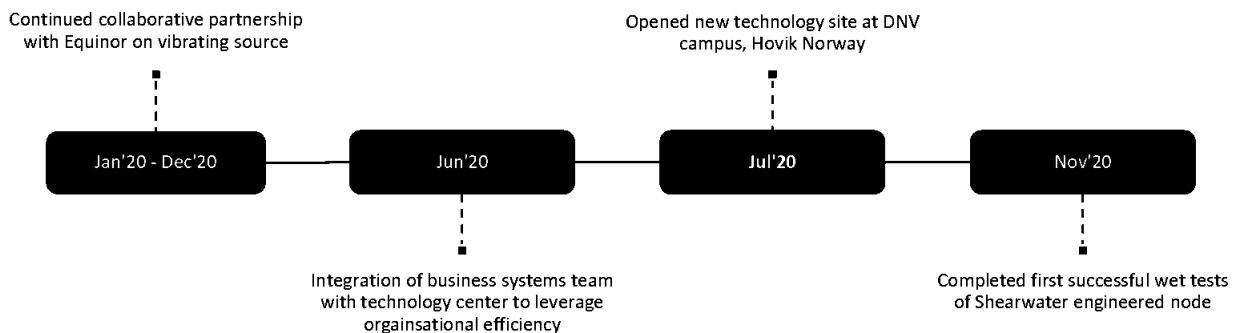 Continued collaborative partnership
with Equinor on vibrating source
Opened new technology site at DNV
campus, Hovik Norway
Jan'20 - Dec'20
Jun'20
Jul'20
Nov'20
Integration of business systems team
with technology center to leverage
orgainsational efficiency
Completed first successful wet tests
of Shearwater engineered node